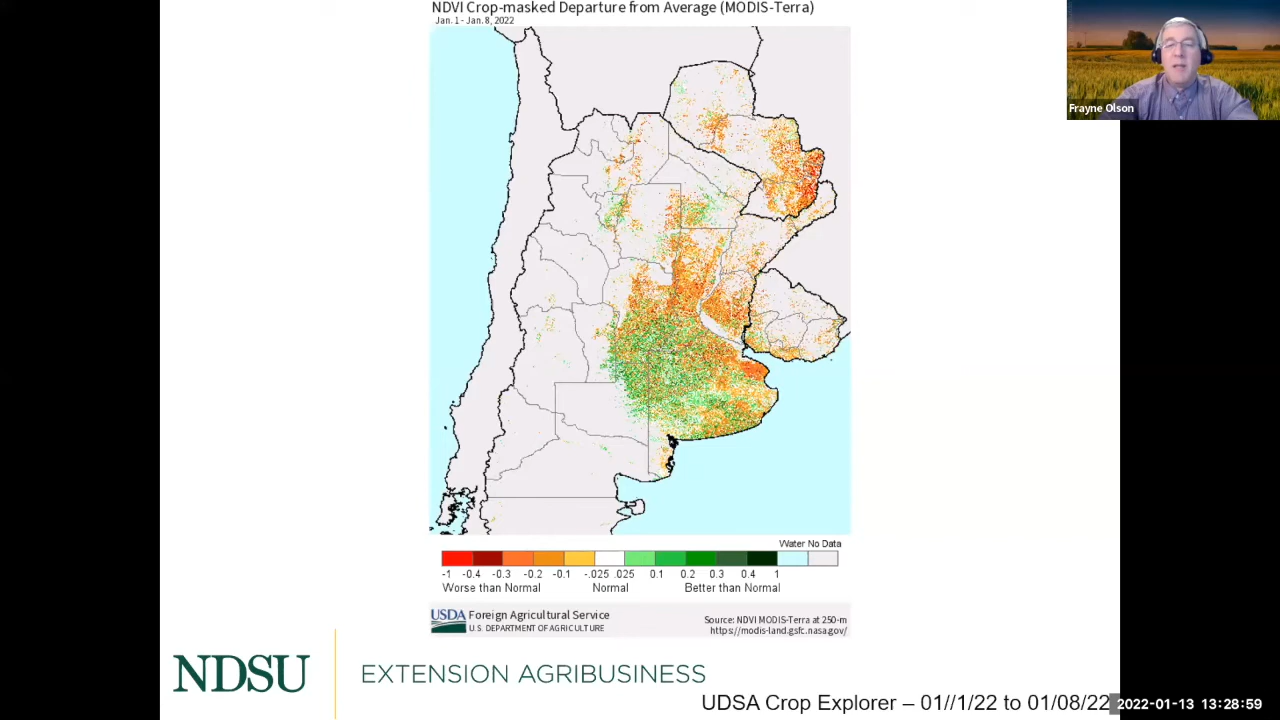 NDVI Crop-masked Departure from Average (MODIS-Terra)
Jan. 1 - Jan. 8, 2022
Frayne Olson
Water No Data
-1 -0.4 -0.3 -0.2 -0.1 -.025 .025 0.1 0.2 0.3 0.4 1
Worse than Normal Normal Better than Normal
USDA Foreign Agricultural Service
U.S. DEPARTMENT OF AGRICULTURE
Source: NDVI MODIS-Terra at 250-m
https://modis-land.gsfc.nasa.gov/
NDSU EXTENSION AGRIBUSINESS
UDSA Crop Explorer – 01//1/22 to 01/08/22
2022-01-13 13:28:59